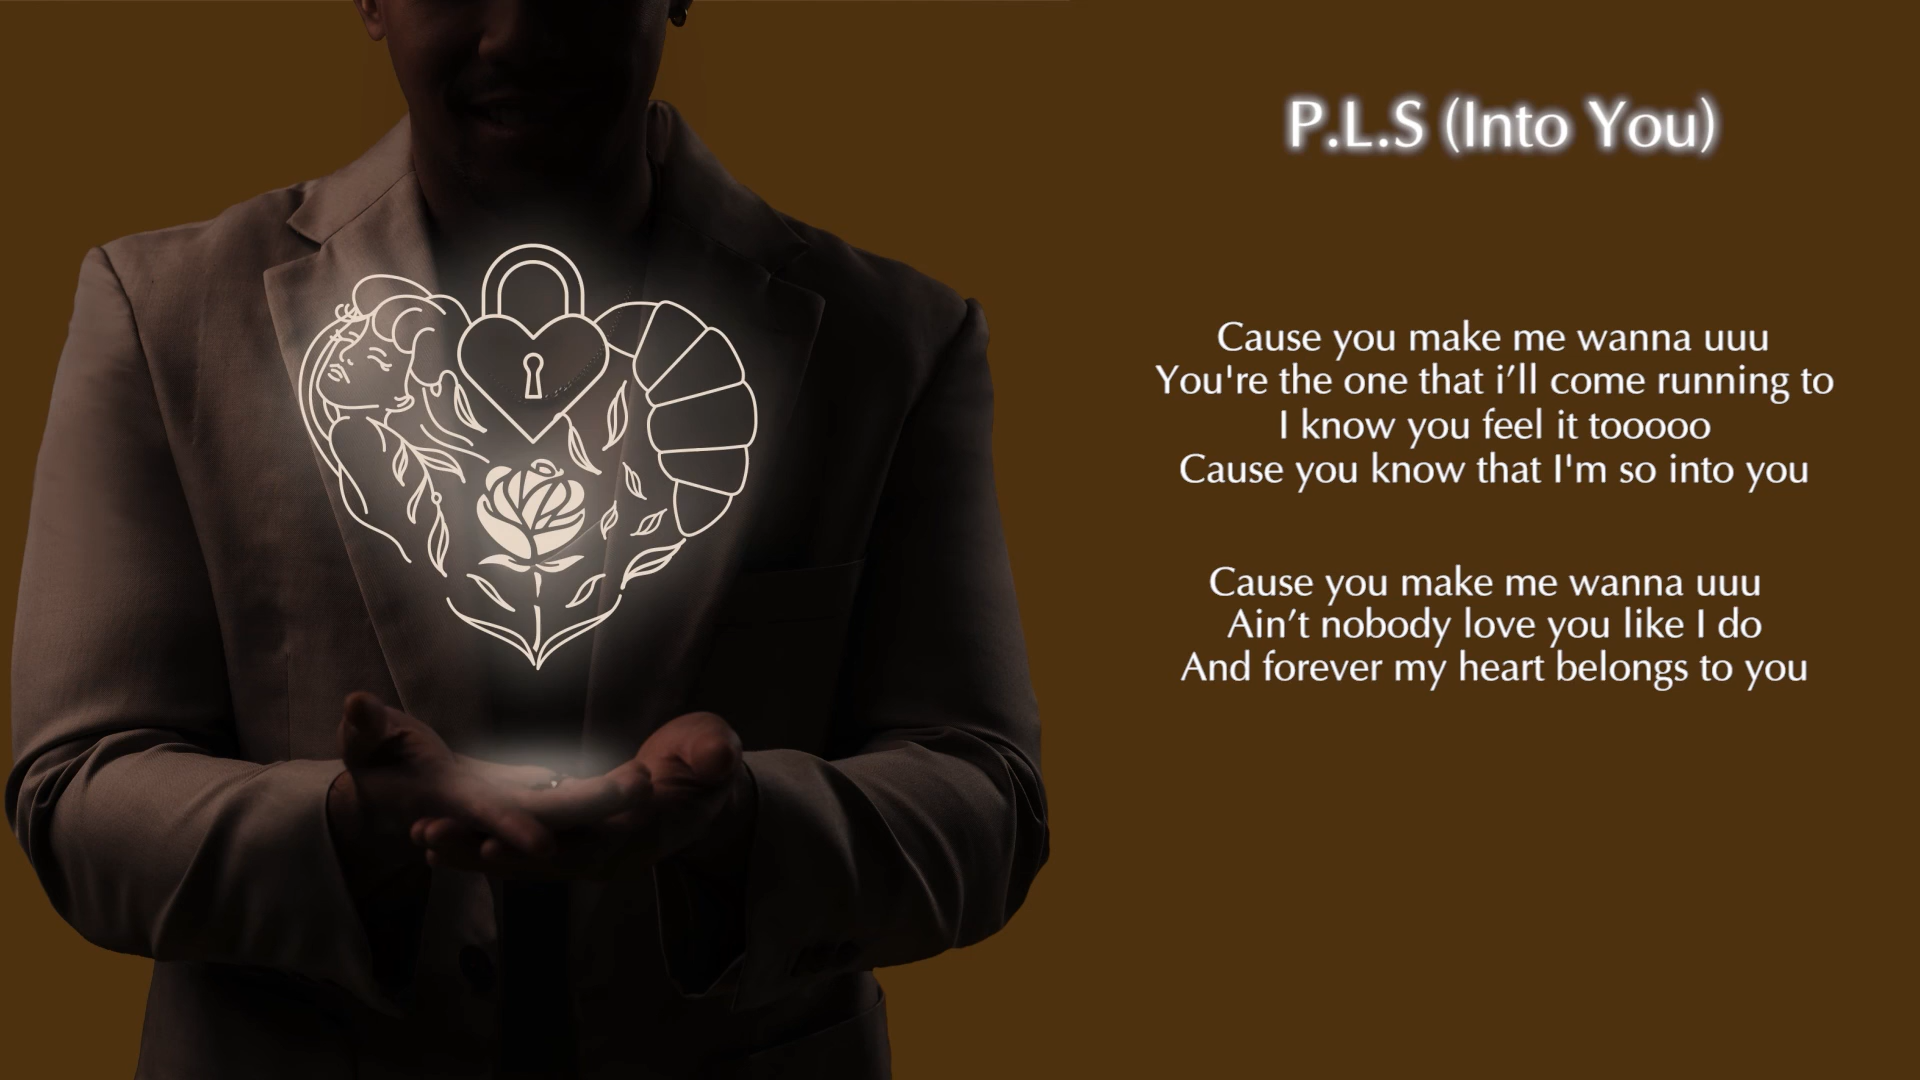 P.L.S (Into You)
Cause you make me wanna uuu
You're the one that i’ll come running to
I know you feel it tooooo
Cause you know that I'm so into you
Cause you make me wanna uuu
Ain’t nobody love you like I do
And forever my heart belongs to you